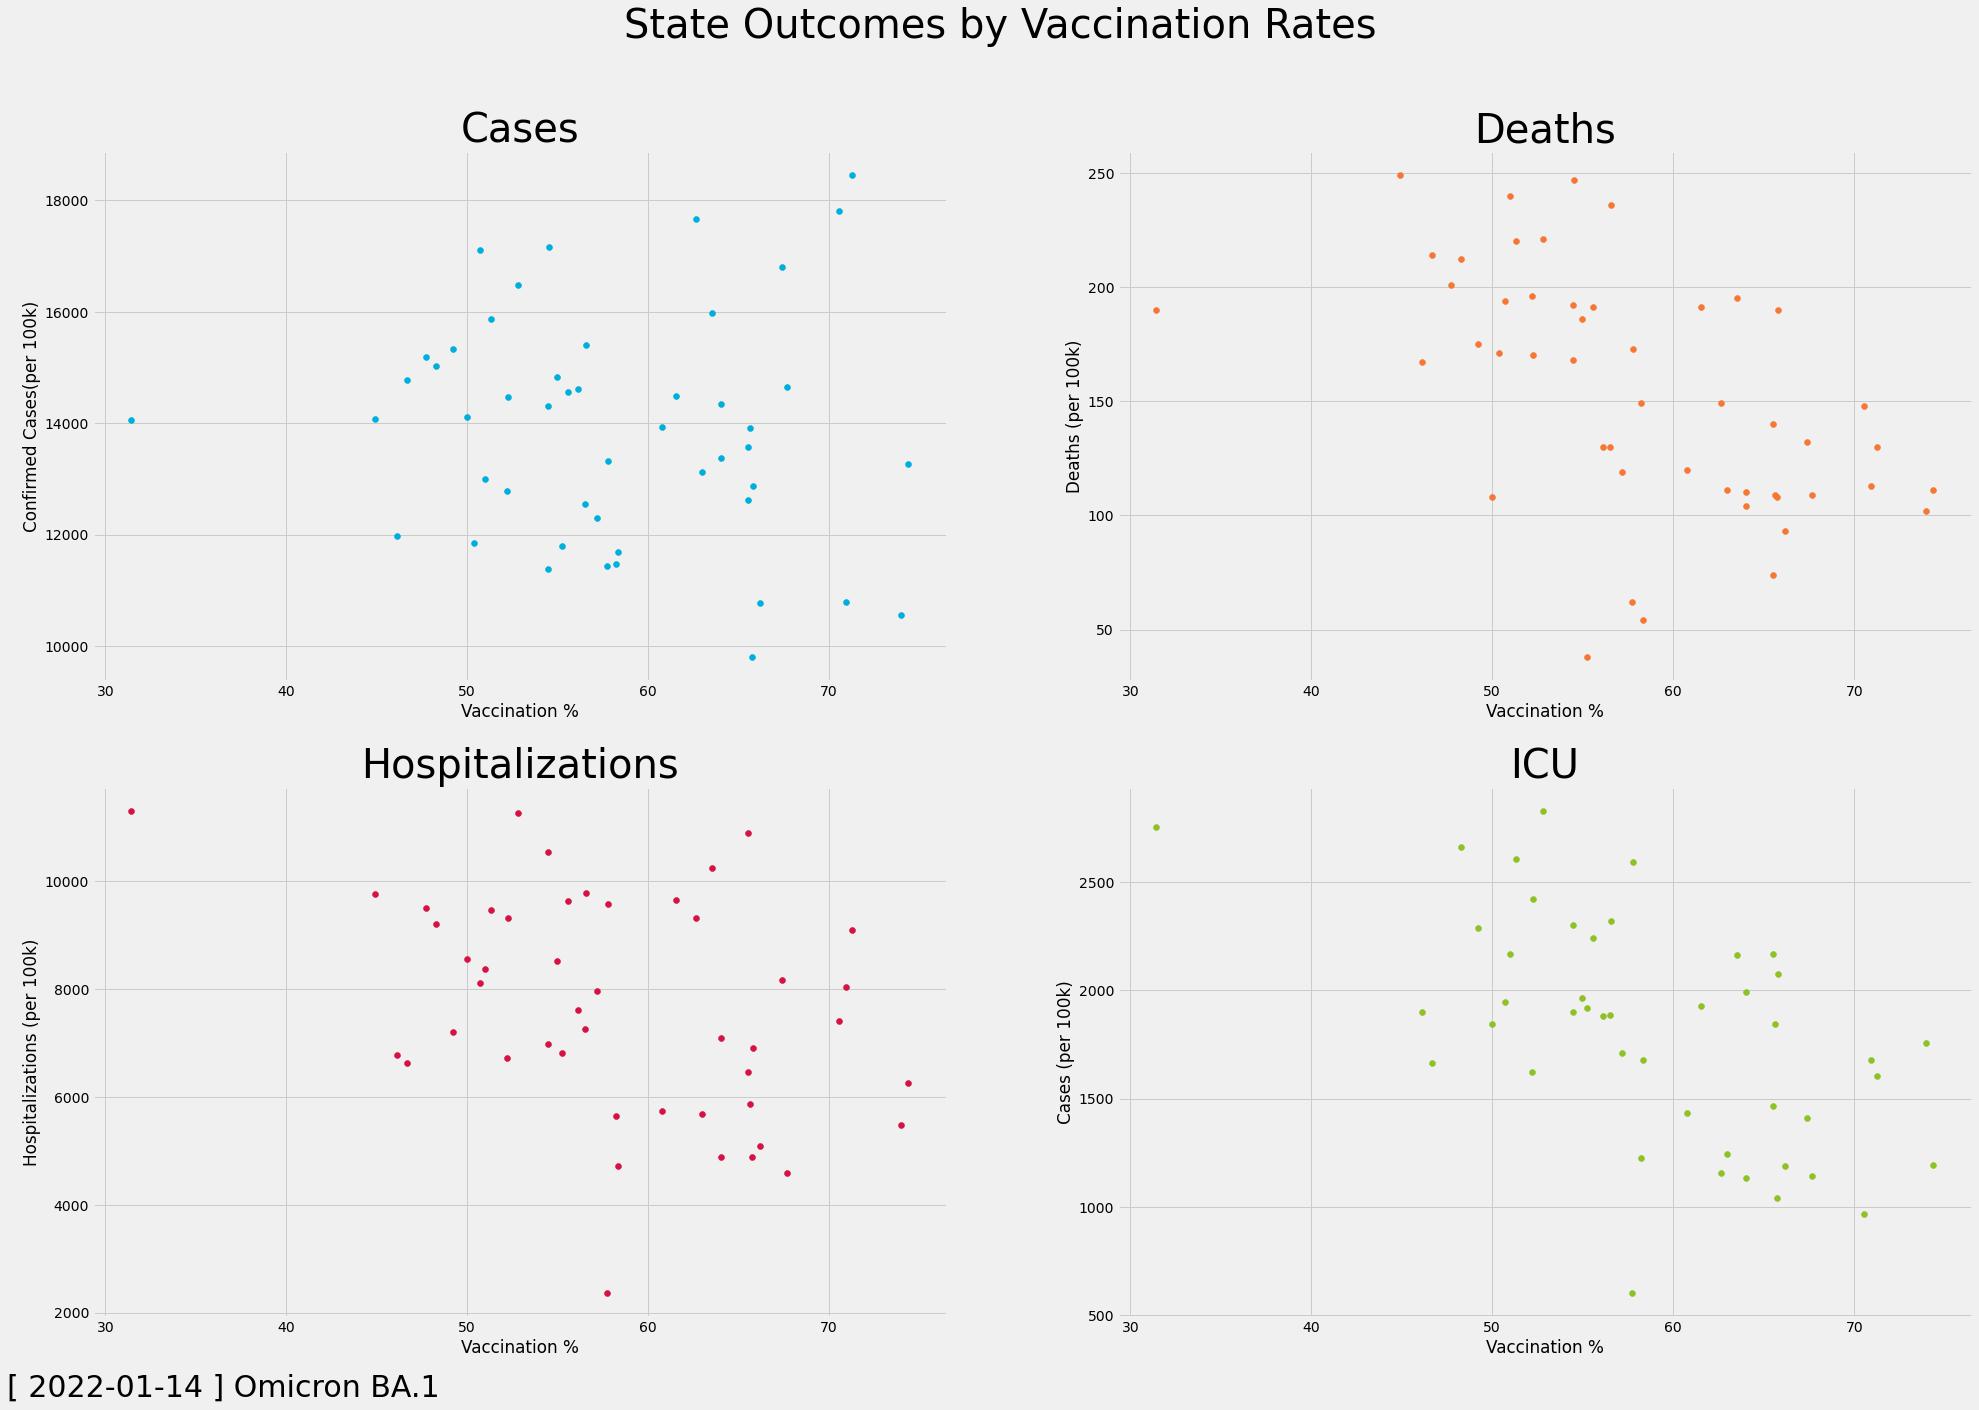 State Outcomes by Vaccination Rates
Cases
18000
16000
14000
12000
10000
Confirmed Cases(per 100k)
30 40 50 60 70
Vaccination %
Deaths
250
200
150
100
50
Deaths (per 100k)
30 40 50 60 70
Vaccination %
Hospitalizations
10000
8000
6000
4000
2000
Hospitalizations (per 100k)
30 40 50 60 70
Vaccination %
ICU
2500
2000
1500
1000
500
Cases (per 100k)
30 40 50 60 70
Vaccination %
[ 2022-01-14 ] Omicron BA.1